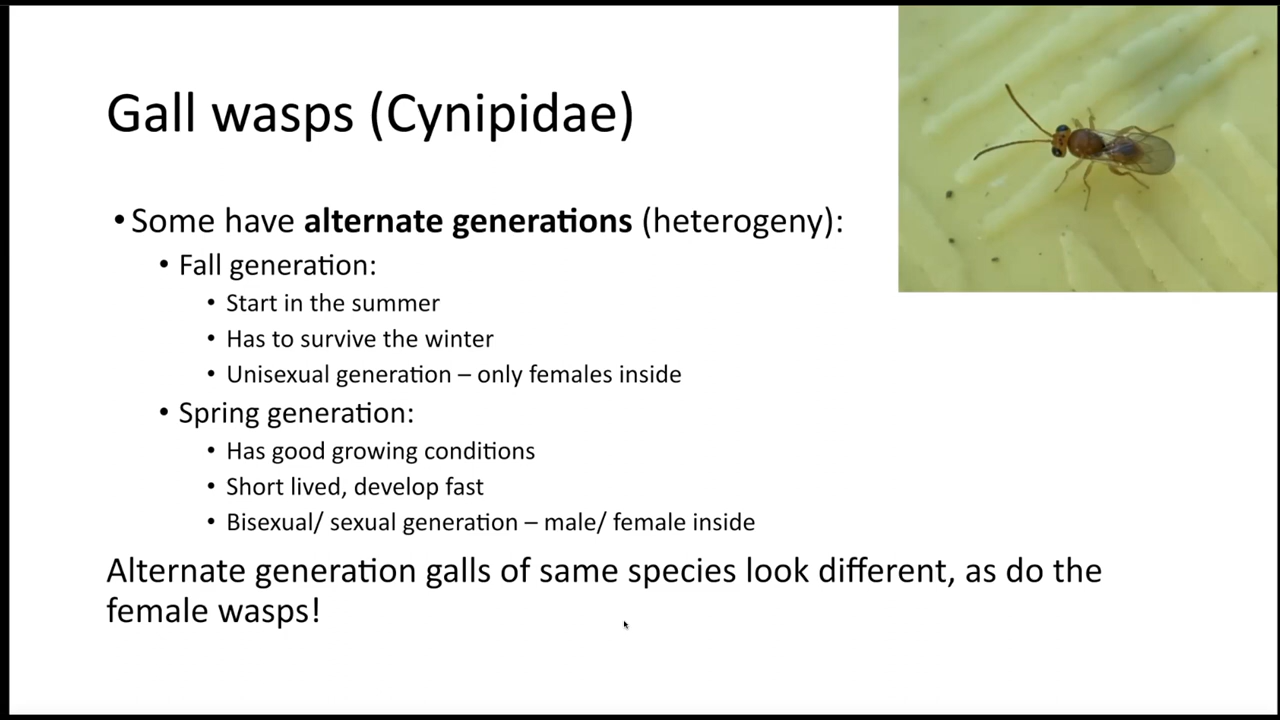 Gall wasps (Cynipidae)
• Some have alternate generations (heterogeny):
• Fall generation:
• Start in the summer
• Has to survive the winter
• Unisexual generation – only females inside
• Spring generation:
• Has good growing conditions
• Short lived, develop fast
• Bisexual/ sexual generation – male/ female inside
Alternate generation galls of same species look different, as do the
female wasps!